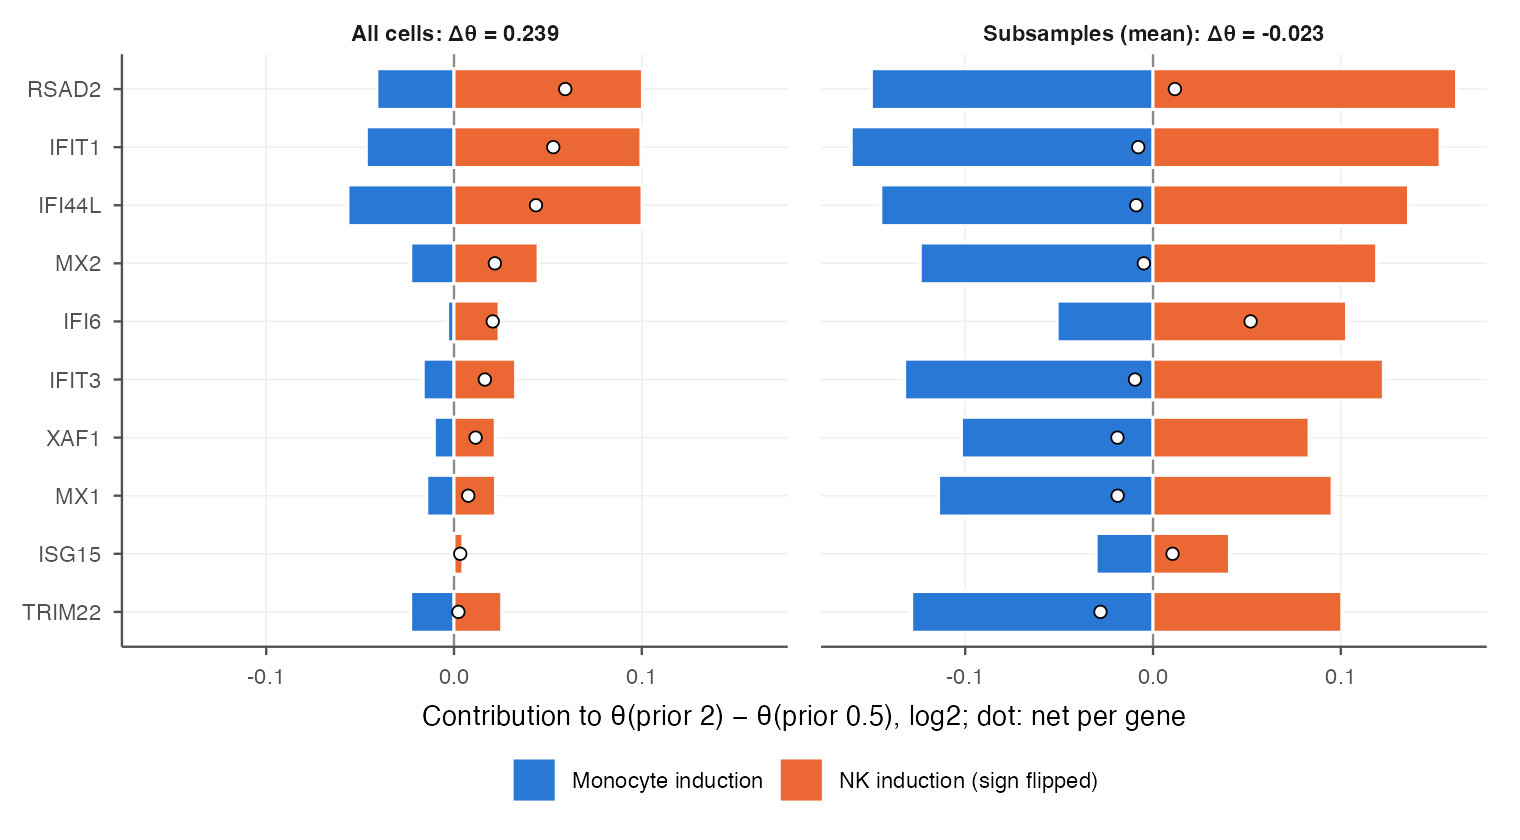 All cells: Δθ = 0.239
Subsamples (mean): Δθ = -0.023
RSAD2
IFIT1
IFI44L
MX2
IFI6
IFIT3
XAF1
MX1
ISG15
TRIM22
-0.1 0.0 0.1
-0.1 0.0 0.1
Contribution to θ(prior 2) − θ(prior 0.5), log2; dot: net per gene
Monocyte induction
NK induction (sign flipped)